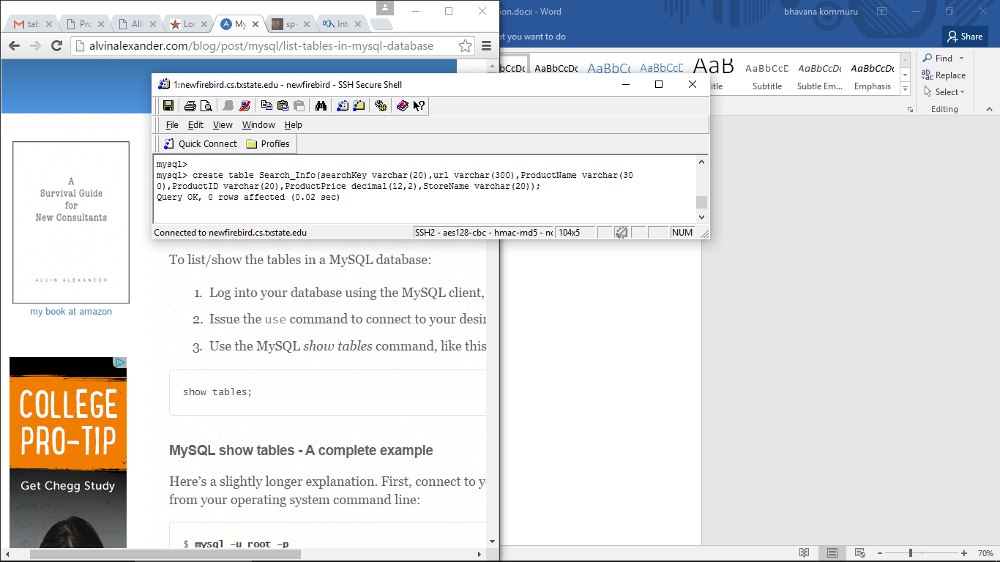 tab
Pro
All
Lo
My
sp-
Int
ion.docx - Word
bhavana kommuru
alvinalexander.com/blog/post/mysql/list-tables-in-mysql-database
at you want to do
Share
AaBbCcDc
AaBbCc
AaBbCcD
AaB
AaBbCcD
AaBbCcDc
AaBbCcDc
Title
Subtitle
Subtle Em...
Emphasis
Find
Replace
Select
Editing
1:newfirebird.cs.txstate.edu - newfirebird - SSH Secure Shell
File Edit View Window Help
Quick Connect Profiles
mysql>
mysql> create table Search_Info(searchKey varchar(20),url varchar(300),ProductName varchar(30
0),ProductID varchar(20),ProductPrice decimal(12,2),StoreName varchar(20));
Query OK, 0 rows affected (0.02 sec)
Connected to newfirebird.cs.txstate.edu
SSH2 - aes128-cbc - hmac-md5 - nc
104x5
NUM
A
Survival Guide
for
New Consultants
ALVIN ALEXANDER
my book at amazon
To list/show the tables in a MySQL database:
1. Log into your database using the MySQL client,
2. Issue the use command to connect to your desir
3. Use the MySQL show tables command, like this
show tables;
MySQL show tables - A complete example
Here's a slightly longer explanation. First, connect to y
from your operating system command line:
$ mysql -u root -p
COLLEGE
PRO-TIP
Get Chegg Study
70%